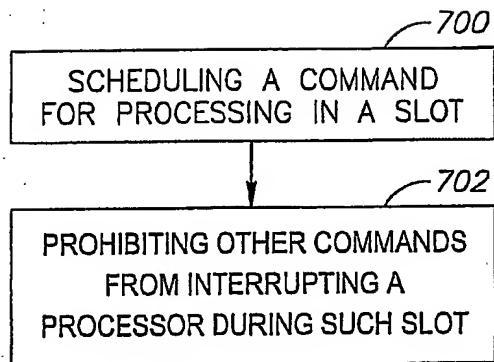 700
SCHEDULING A COMMAND
FOR PROCESSING IN A SLOT
702
PROHIBITING OTHER COMMANDS
FROM INTERRUPTING A
PROCESSOR DURING SUCH SLOT